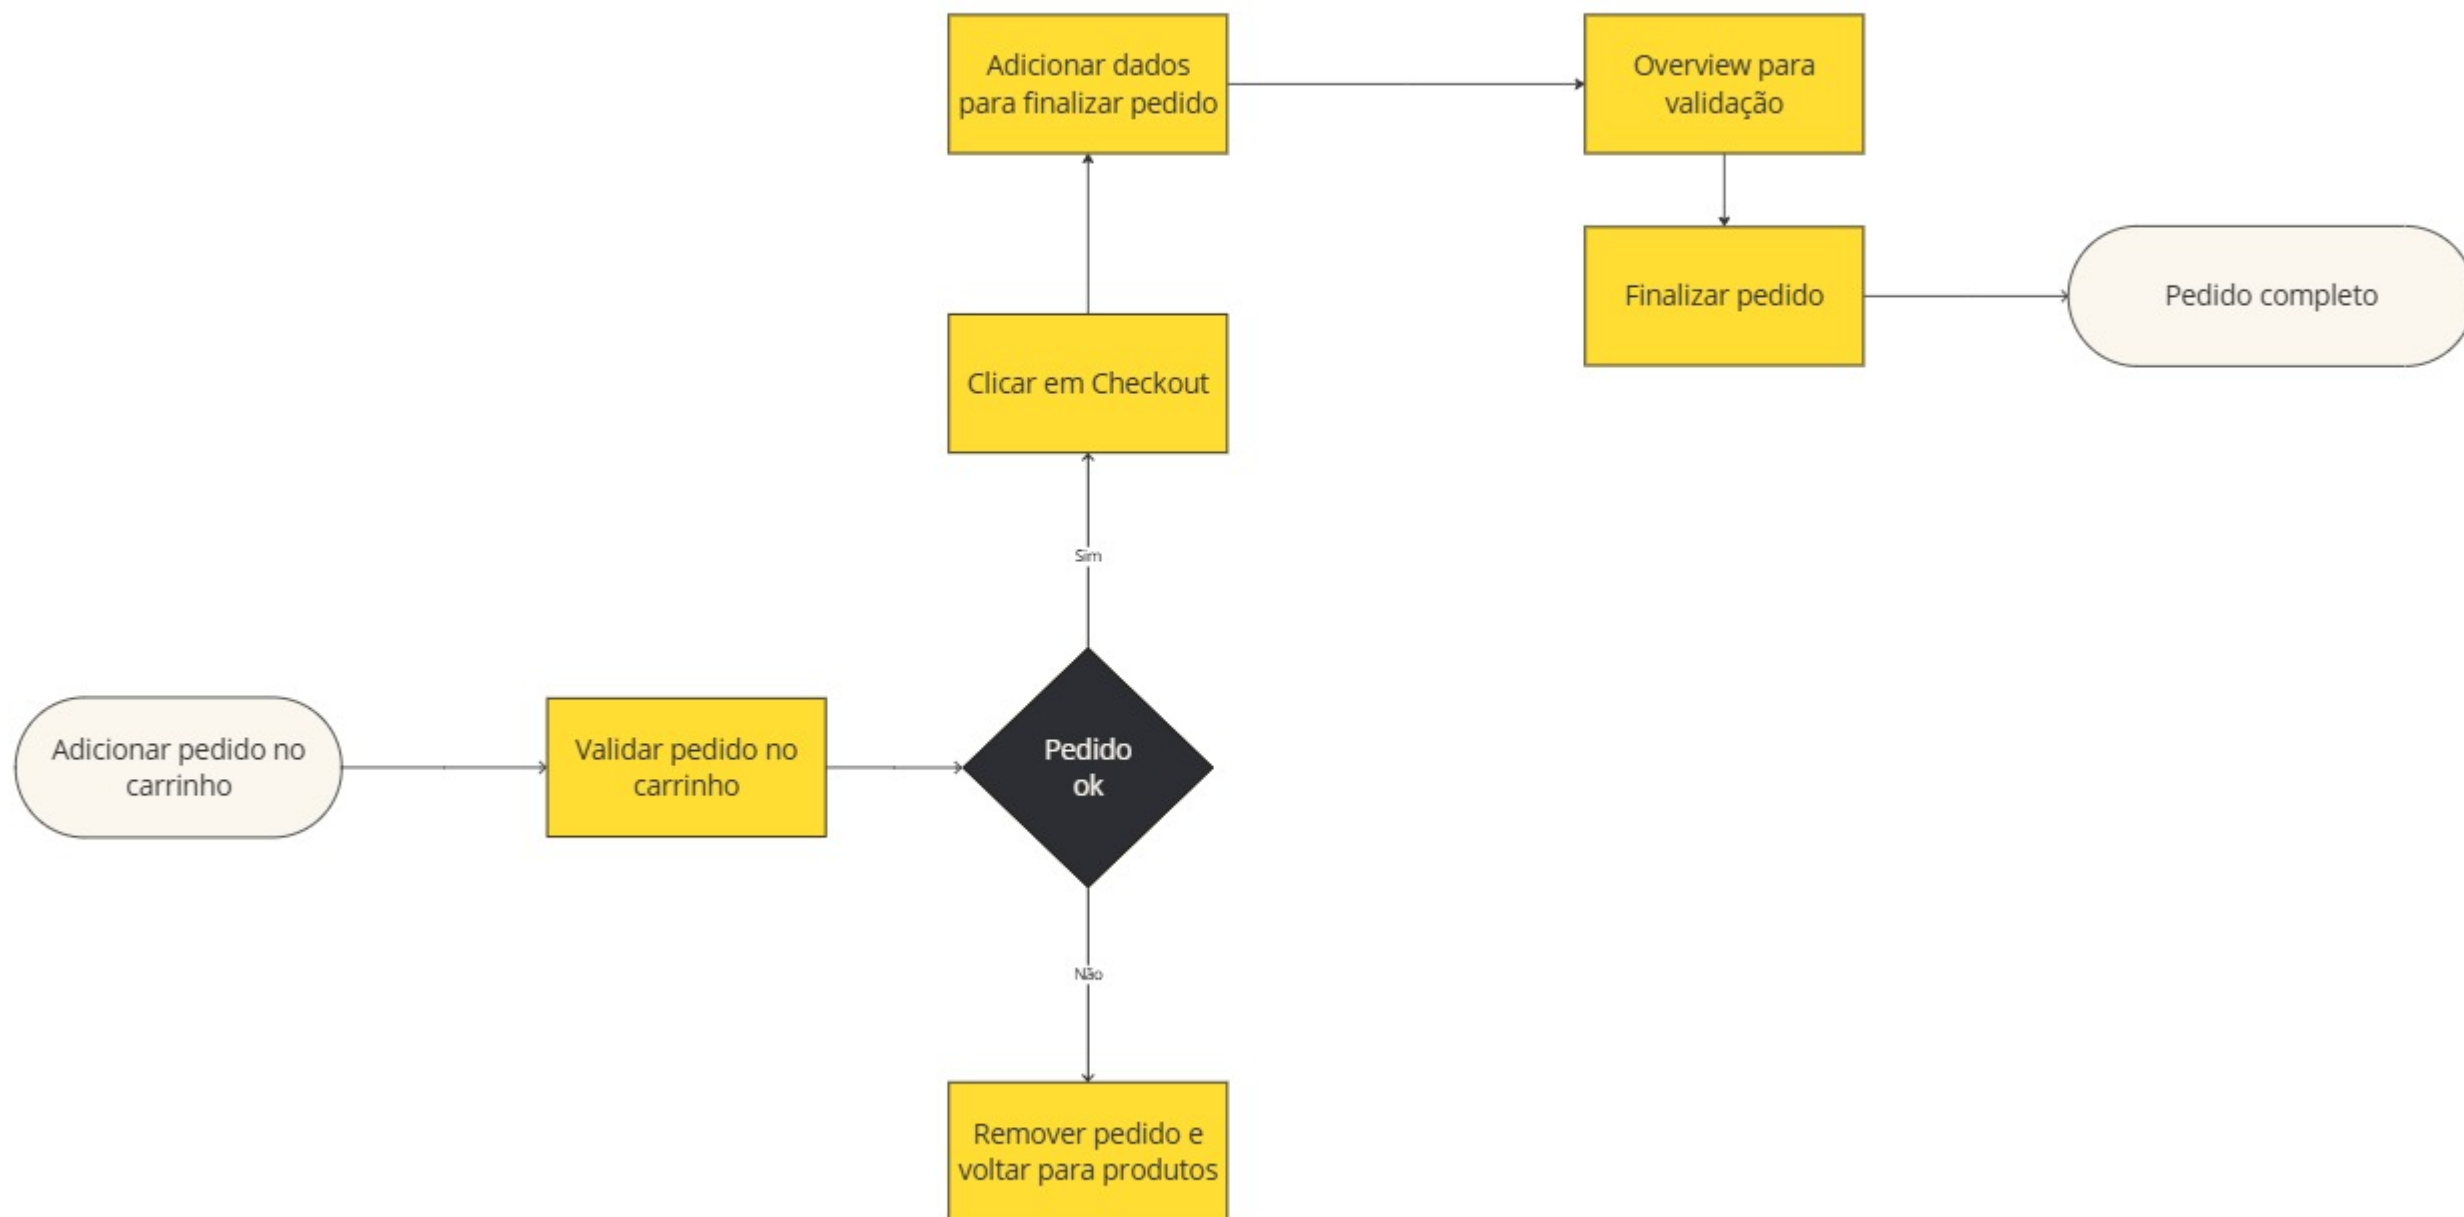 Adicionar dados
para finalizar pedido
Overview para
validação
Finalizar pedido
Pedido completo
Clicar em Checkout
Sim
Adicionar pedido no
carrinho
Validar pedido no
carrinho
Pedido
ok
Não
Remover pedido e
voltar para produtos